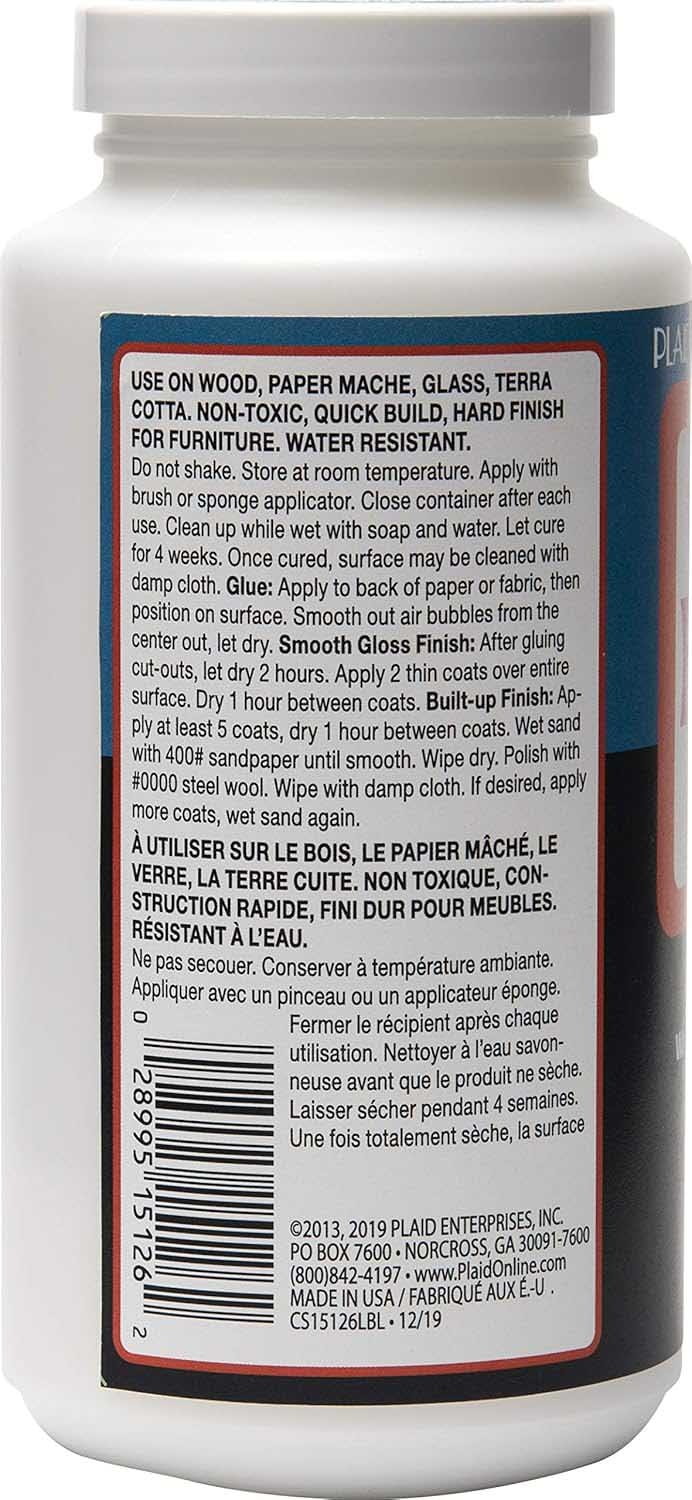 USE ON WOOD, PAPER MACHE, GLASS, TERRA
COTTA. NON-TOXIC, QUICK BUILD, HARD FINISH
FOR FURNITURE. WATER RESISTANT.
Do not shake. Store at room temperature. Apply with
brush or sponge applicator. Close container after each
use. Clean up while wet with soap and water. Let cure
for 4 weeks. Once cured, surface may be cleaned with
damp cloth. Glue: Apply to back of paper or fabric, then
position on surface. Smooth out air bubbles from the
center out, let dry. Smooth Gloss Finish: After gluing
cut-outs, let dry 2 hours. Apply 2 thin coats over entire
surface. Dry 1 hour between coats. Built-up Finish: Ap-
ply at least 5 coats, dry 1 hour between coats. Wet sand
with 400# sandpaper until smooth. Wipe dry. Polish with
#0000 steel wool. Wipe with damp cloth. If desired, apply
more coats, wet sand again.
À UTILISER SUR LE BOIS, LE PAPIER MÂCHÉ, LE
VERRE, LA TERRE CUITE. NON TOXIQUE, CON-
STRUCTION RAPIDE, FINI DUR POUR MEUBLES.
RÉSISTANT À L'EAU.
Ne pas secouer. Conserver à température ambiante.
Appliquer avec un pinceau ou un applicateur éponge.
Fermer le récipient après chaque
utilisation. Nettoyer à l'eau savon-
neuse avant que le produit ne sèche.
Laisser sécher pendant 4 semaines.
Une fois totalement sèche, la surface
0 28995 15126 2
©2013, 2019 PLAID ENTERPRISES, INC.
PO BOX 7600 • NORCROSS, GA 30091-7600
(800)842-4197 • www.PlaidOnline.com
MADE IN USA / FABRIQUÉ AUX É.-U .
CS15126LBL • 12/19